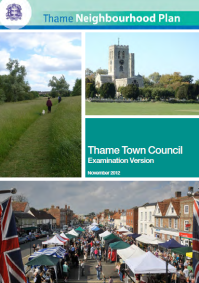 Thame Neighbourhood Plan
Thame Town Council
Examination Version
November 2012